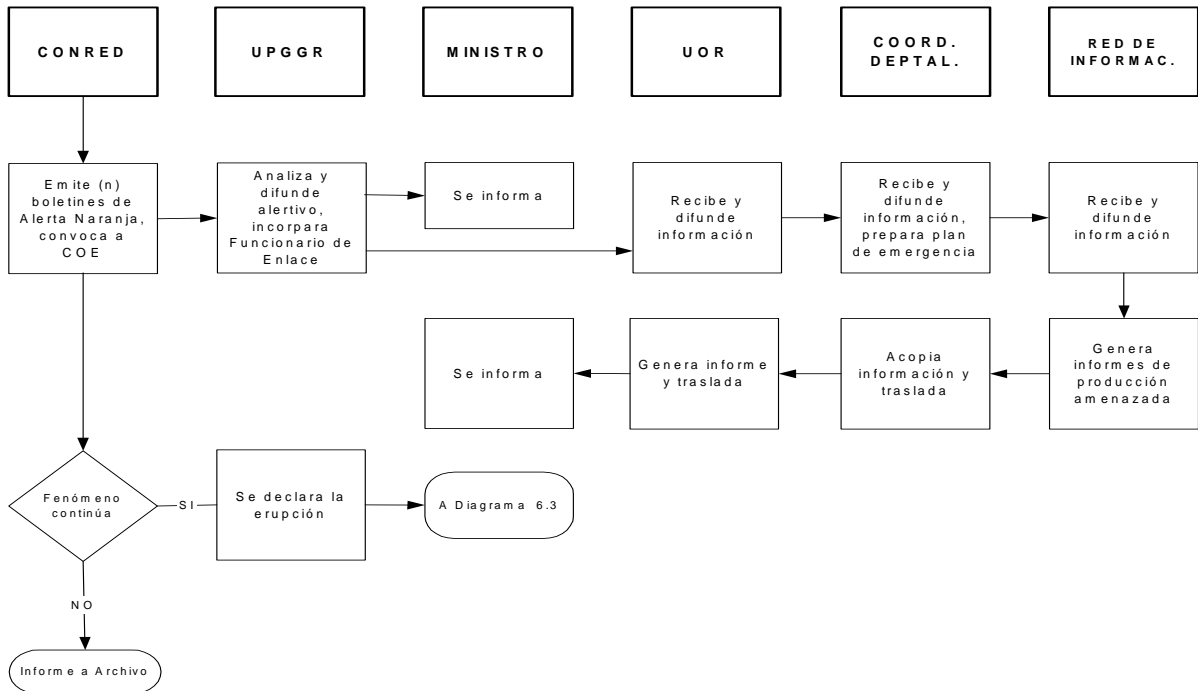 CONRED
UPGGR
MINISTRO
UOR
COORD.
DEPTAL.
RED DE
INFORMAC.
Emite (n)
boletines de
Alerta Naranja,
convoca a
COE
Analiza y
difunde
alertivo,
incorpara
Funcionario de
Enlace
Se informa
Recibe y
difunde
información
Recibe y
difunde
información,
prepara plan
de emergencia
Recibe y
difunde
información
Se informa
Genera informe
y traslada
Acopia
información y
traslada
Genera
informes de
producción
amenazada
Fenómeno
continúa
SI
Se declara la
erupción
A Diagrama 6.3
NO
Informe a Archivo